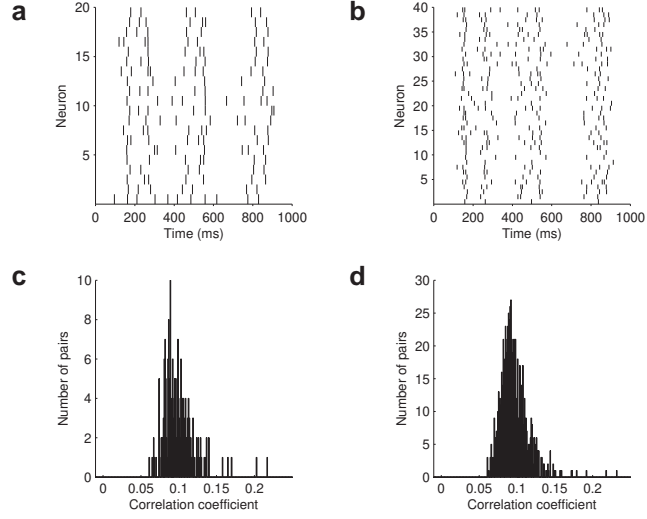 a
20
15
10
5
Neuron
0 200 400 600 800 1000
Time (ms)
b
40
35
30
25
20
15
10
5
Neuron
0 200 400 600 800 1000
Time (ms)
c
10
8
6
4
2
0
Number of pairs
0 0.05 0.1 0.15 0.2
Correlation coefficient
d
30
25
20
15
10
5
0
Number of pairs
0 0.05 0.1 0.15 0.2
Correlation coefficient